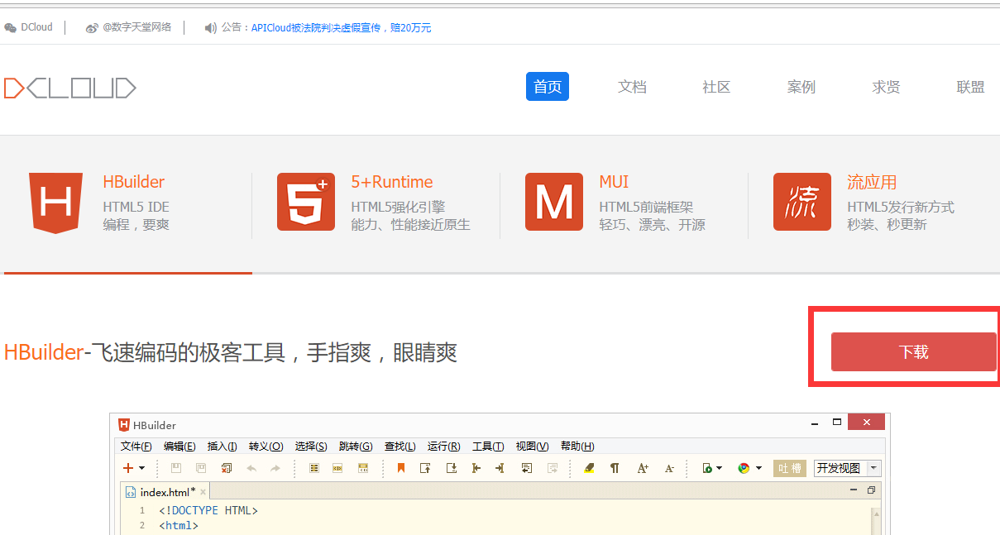 DCloud @数字天堂网络 公告：APICloud被法院判决虚假宣传，赔20万元
DCLOUD 首页 文档 社区 案例 求贤 联盟
HBuilder
HTML5 IDE
编程，要爽
5+Runtime
HTML5强化引擎
能力、性能接近原生
MUI
HTML5前端框架
轻巧、漂亮、开源
流应用
HTML5发行新方式
秒装、秒更新
HBuilder-飞速编码的极客工具，手指爽，眼睛爽
下载
HBuilder
文件(F) 编辑(E) 插入(I) 转义(O) 选择(S) 跳转(G) 查找(L) 运行(R) 工具(T) 视图(V) 帮助(H)
吐槽 开发视图
index.html*
1 <!DOCTYPE HTML>
2 <html>